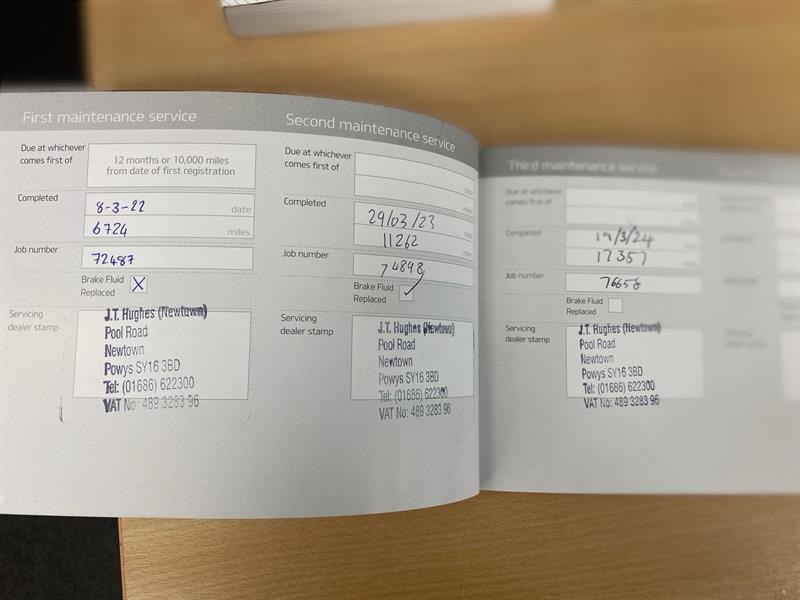 First maintenance service
Due at whichever
comes first of
12 months or 10,000 miles
from date of first registration
Completed
8-3-22 date
6724 miles
Job number
72487
Brake Fluid
Replaced X
Servicing
dealer stamp
J.T. Hughes (Newtown)
Pool Road
Newtown
Powys SY16 3BD
Tel: (01686) 622300
VAT No: 489 3283 96
Second maintenance service
Due at whichever
comes first of
Completed
29/03/23
11262
Job number
74898
Brake Fluid
Replaced ✓
Servicing
dealer stamp
J.T. Hughes (Newtown)
Pool Road
Newtown
Powys SY16 3BD
Tel: (01686) 622300
VAT No: 489 3283 96
Third maintenance service
Due at whichever
comes first of
Completed
19/3/24
17357
Job number
76658
Brake Fluid
Replaced
Servicing
dealer stamp
J.T. Hughes (Newtown)
Pool Road
Newtown
Powys SY16 3BD
Tel: (01686) 622300
VAT No: 489 3283 96